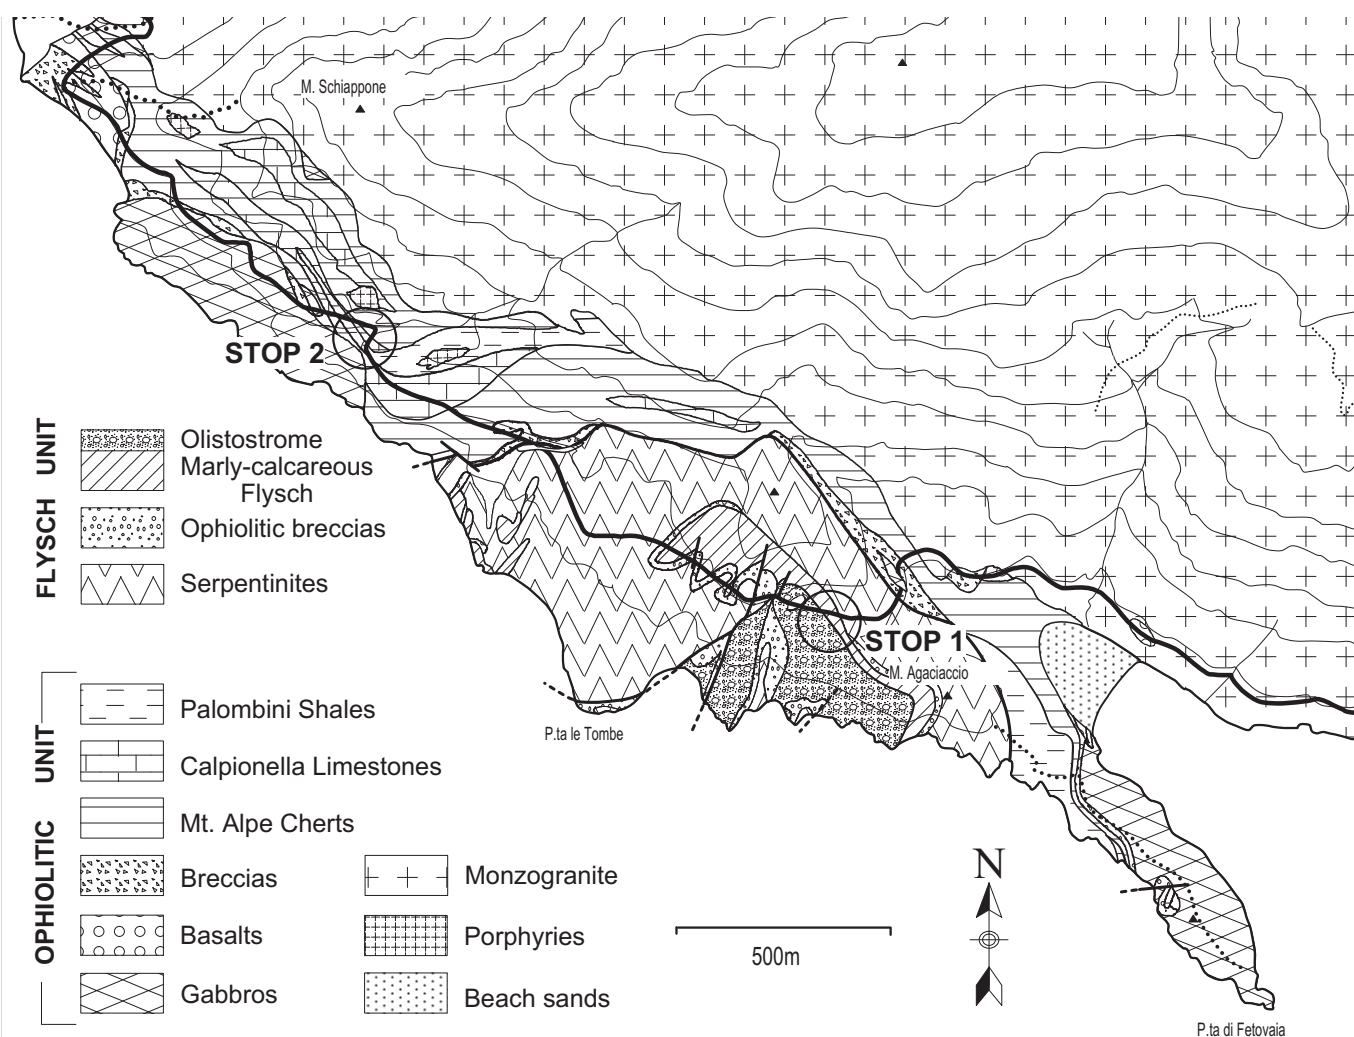 M. Schiappone
STOP 2
FLYSCH UNIT
Olistostrome
Marly-calcareous
Flysch
Ophiolitic breccias
Serpentinites
STOP 1
M. Agaciaccio
P.ta le Tombe
OPHIOLITIC UNIT
Palombini Shales
Calpionella Limestones
Mt. Alpe Cherts
Breccias
Basalts
Gabbros
Monzogranite
Porphyries
Beach sands
500m
N
P.ta di Fetovaia